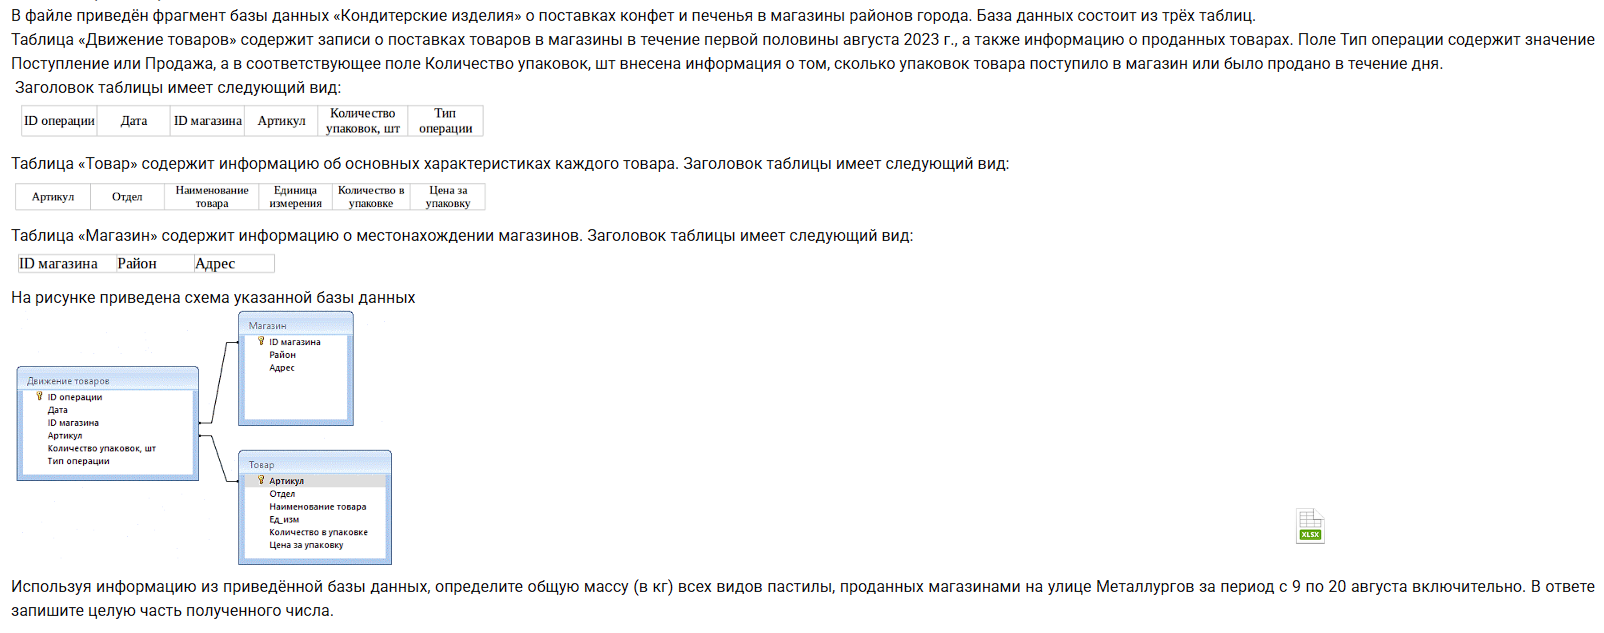 В файле приведён фрагмент базы данных «Кондитерские изделия» о поставках конфет и печенья в магазины районов города. База данных состоит из трёх таблиц.
Таблица «Движение товаров» содержит записи о поставках товаров в магазины в течение первой половины августа 2023 г., а также информацию о проданных товарах. Поле Тип операции содержит значение
Поступление или Продажа, а в соответствующее поле Количество упаковок, шт внесена информация о том, сколько упаковок товара поступило в магазин или было продано в течение дня.
Заголовок таблицы имеет следующий вид:
ID операции Дата ID магазина Артикул Количество упаковок, шт Тип операции
Таблица «Товар» содержит информацию об основных характеристиках каждого товара. Заголовок таблицы имеет следующий вид:
Артикул Отдел Наименование товара Единица измерения Количество в упаковке Цена за упаковку
Таблица «Магазин» содержит информацию о местонахождении магазинов. Заголовок таблицы имеет следующий вид:
ID магазина Район Адрес
На рисунке приведена схема указанной базы данных
Магазин
ID магазина
Район
Адрес
Движение товаров
ID операции
Дата
ID магазина
Артикул
Количество упаковок, шт
Тип операции
Товар
Артикул
Отдел
Наименование товара
Ед_изм
Количество в упаковке
Цена за упаковку
XLSX
Используя информацию из приведённой базы данных, определите общую массу (в кг) всех видов пастилы, проданных магазинами на улице Металлургов за период с 9 по 20 августа включительно. В ответе
запишите целую часть полученного числа.